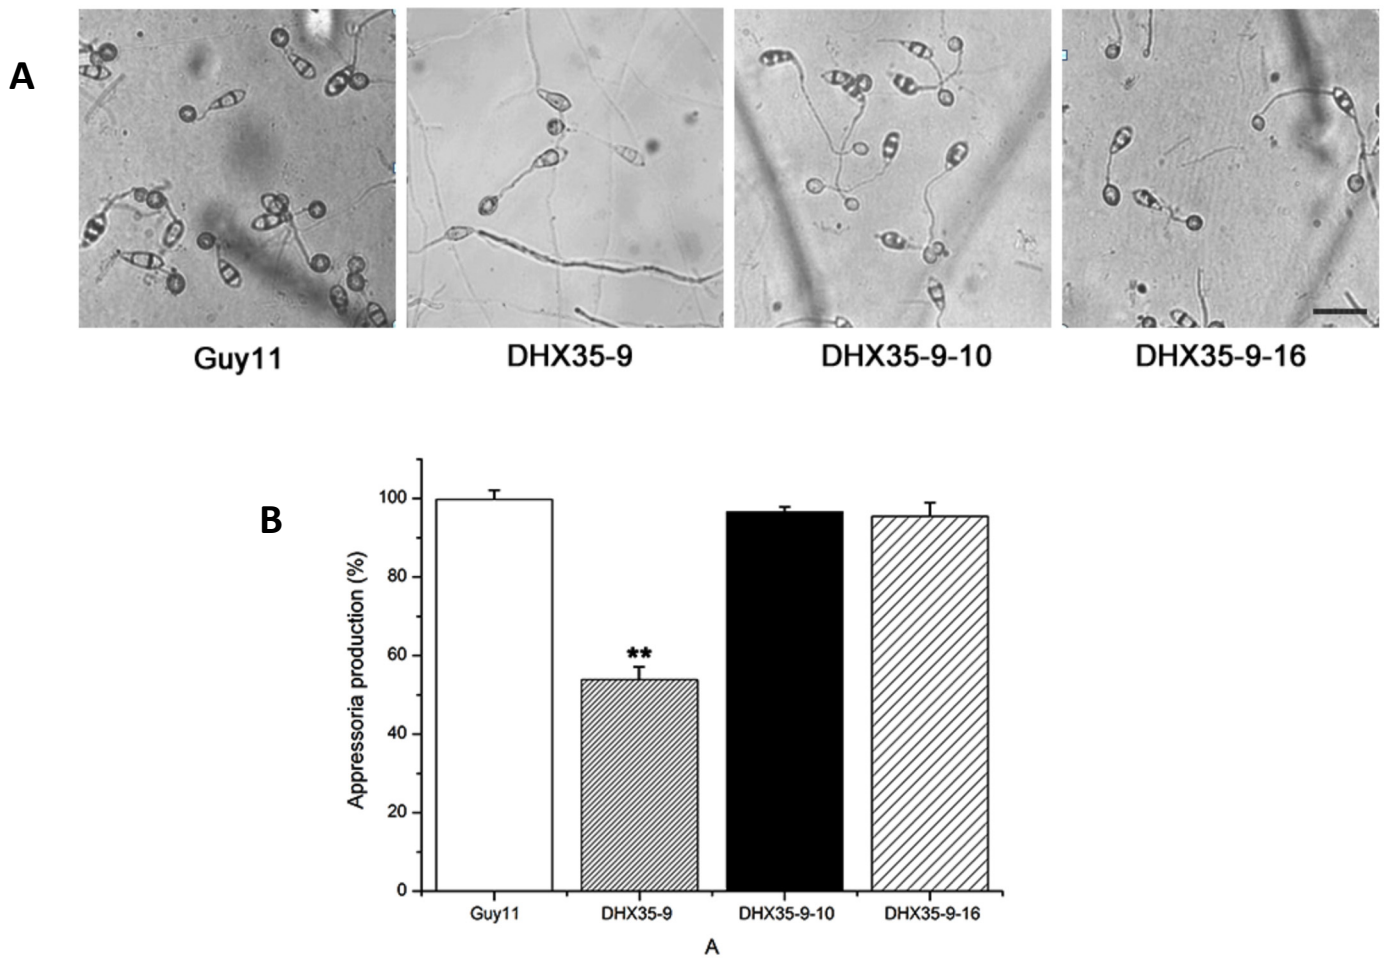 A
Guy11
DHX35-9
DHX35-9-10
DHX35-9-16
B
Appressoria production (%)
100
80
60
40
20
0
**
Guy11
DHX35-9
DHX35-9-10
DHX35-9-16
A